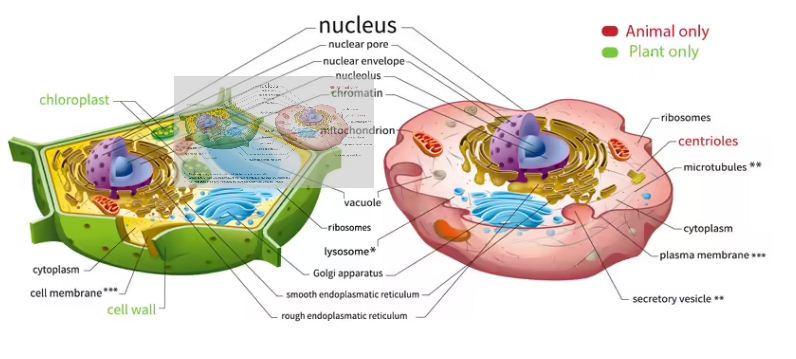 nucleus
nuclear pore
nuclear envelope
nucleolus
chromatin
mitochondrion
vacuole
ribosomes
lysosome*
Golgi apparatus
smooth endoplasmatic reticulum
rough endoplasmatic reticulum
chloroplast
cytoplasm
cell membrane***
cell wall
Animal only
Plant only
ribosomes
centrioles
microtubules **
cytoplasm
plasma membrane ***
secretory vesicle **